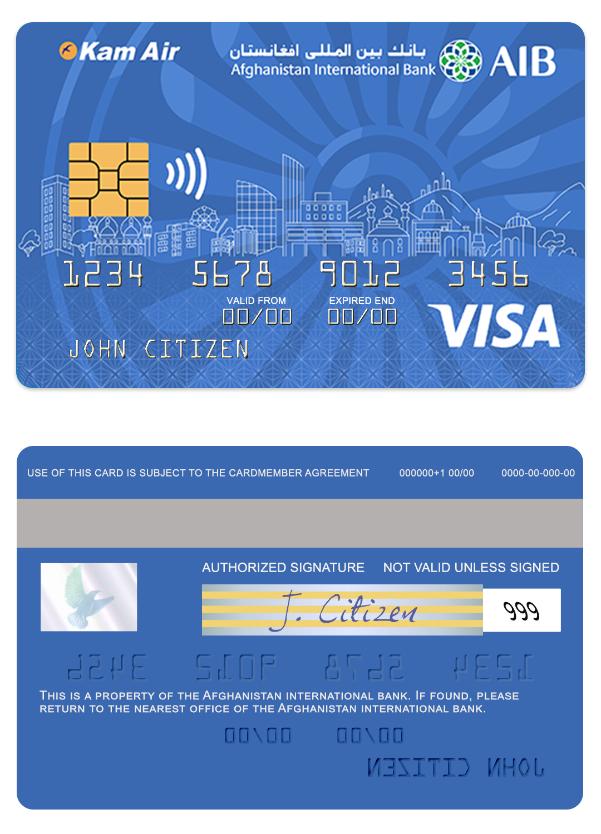 Kam Air
بانك بين المللی افغانستان
Afghanistan International Bank
AIB
1234 5678 9012 3456
VALID FROM EXPIRED END
00/00 00/00
VISA
JOHN CITIZEN
USE OF THIS CARD IS SUBJECT TO THE CARDMEMBER AGREEMENT 000000+1 00/00 0000-00-000-00
AUTHORIZED SIGNATURE NOT VALID UNLESS SIGNED
J. Citizen 999
1234 5678 9012 3456
THIS IS A PROPERTY OF THE AFGHANISTAN INTERNATIONAL BANK. IF FOUND, PLEASE
RETURN TO THE NEAREST OFFICE OF THE AFGHANISTAN INTERNATIONAL BANK.
00/00 00/00
JOHN CITIZEN